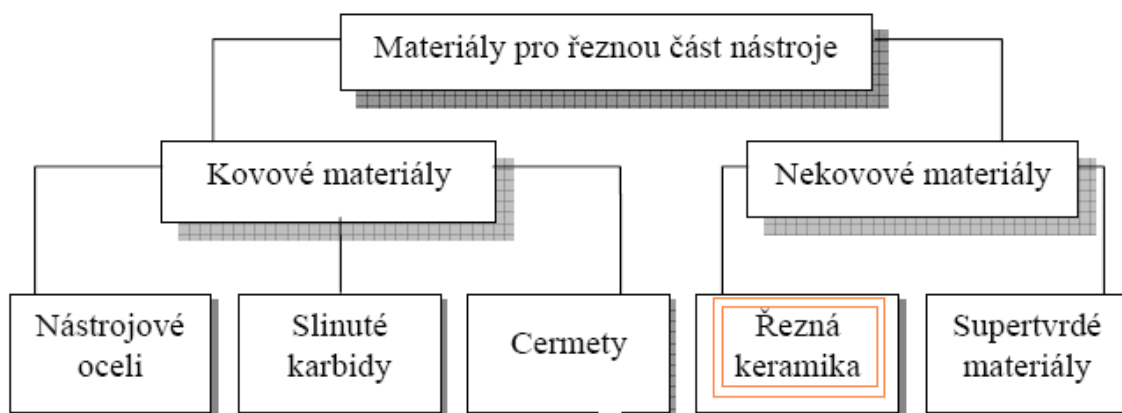 Materiály pro řeznou část nástroje
Kovové materiály
Nekovové materiály
Nástrojové
oceli
Slinuté
karbidy
Cermety
Řezná
keramika
Supertvrdé
materiály